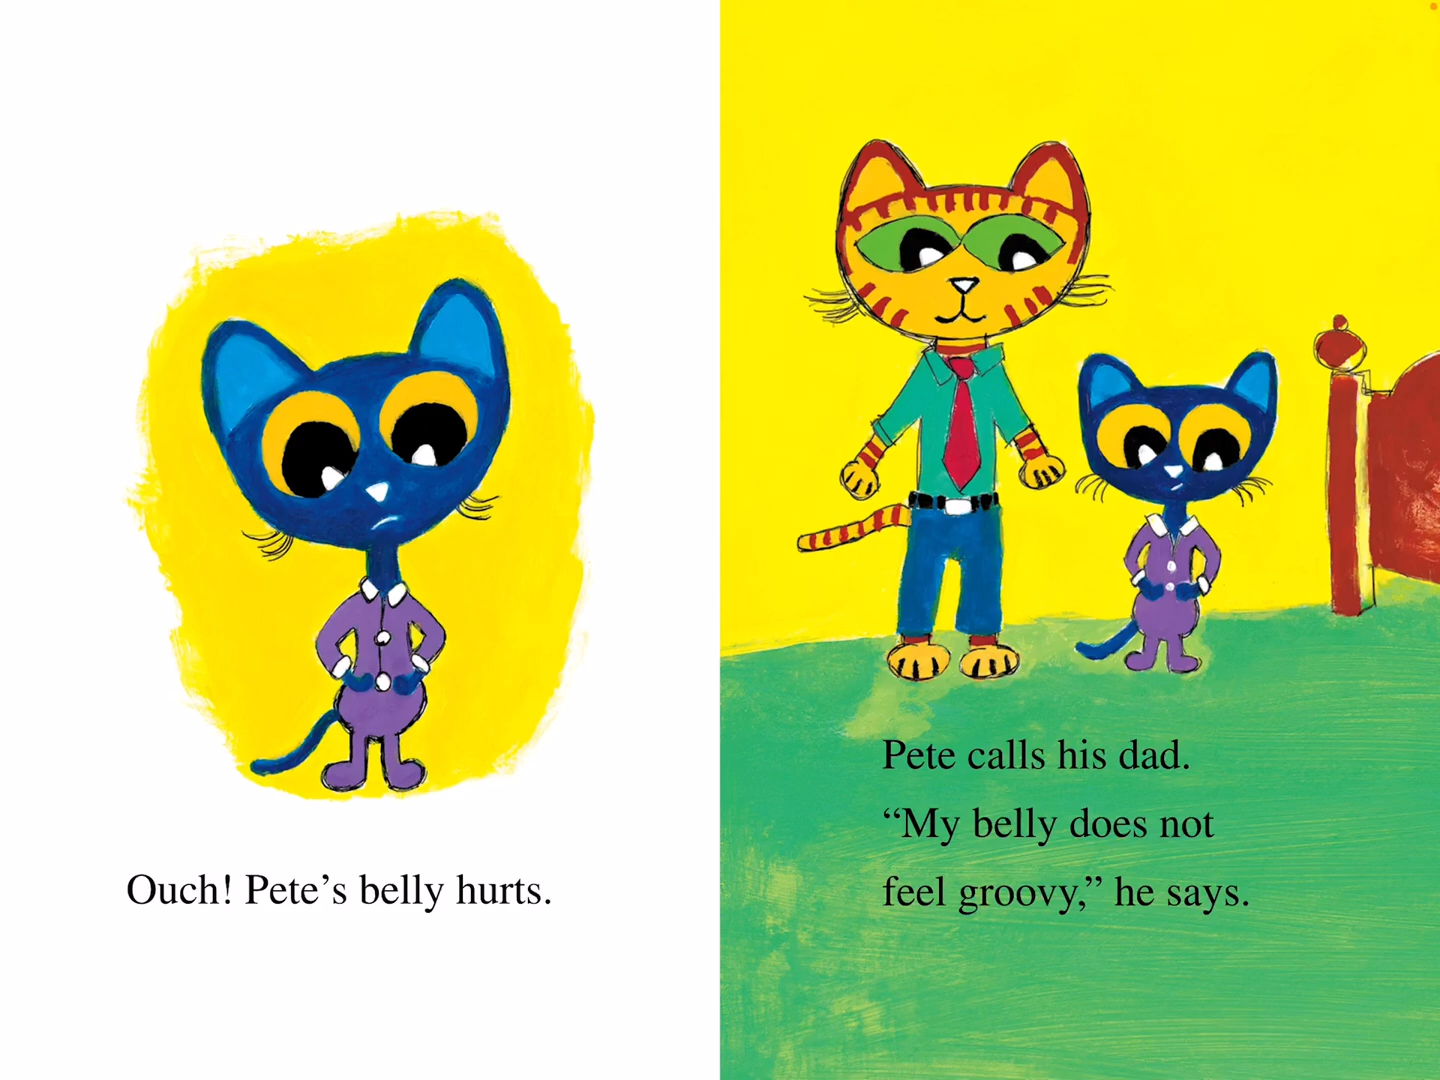 Ouch! Pete’s belly hurts.
Pete calls his dad.
“My belly does not
feel groovy,” he says.